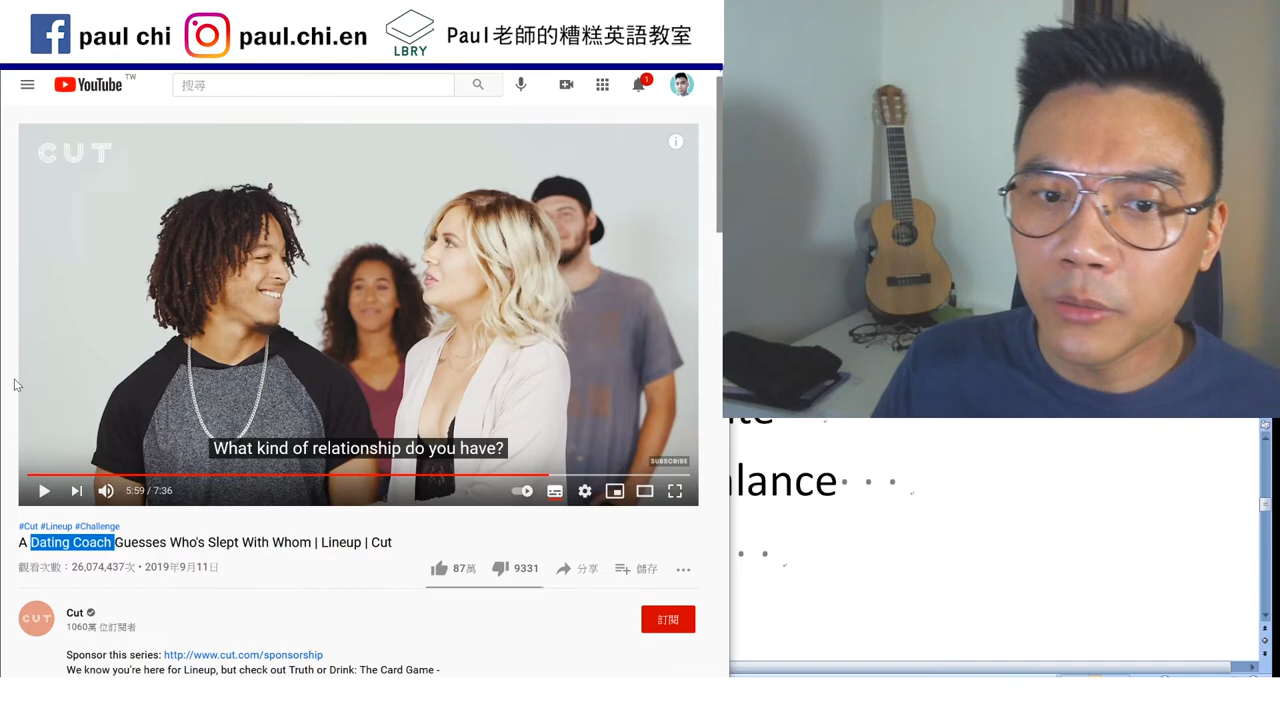 paul chi
paul.chi.en
LBRY
Paul老師的糟糕英語教室
YouTube TW
搜尋
1
CUT
What kind of relationship do you have?
SUBSCRIBE
5:59 / 7:36
#Cut #Lineup #Challenge
A Dating Coach Guesses Who's Slept With Whom | Lineup | Cut
觀看次數：26,074,437次 • 2019年9月11日
87萬
9331
分享
儲存
CUT
Cut
1060萬 位訂閱者
訂閱
Sponsor this series: http://www.cut.com/sponsorship
We know you're here for Lineup, but check out Truth or Drink: The Card Game -
alance